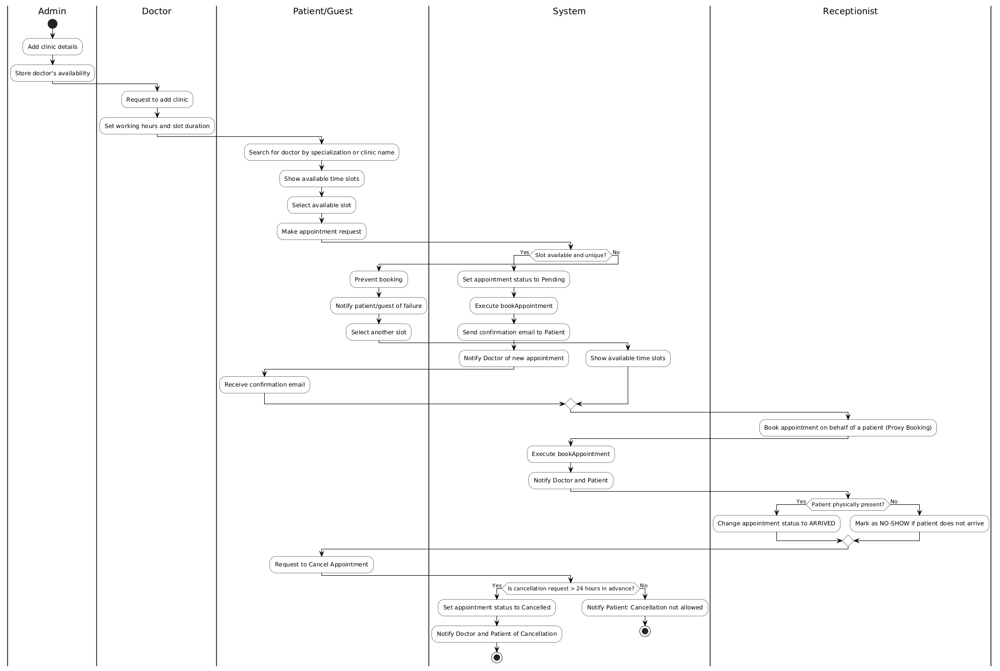 Admin
Doctor
Patient/Guest
System
Receptionist
Add clinic details
Store doctor's availability
Request to add clinic
Set working hours and slot duration
Search for doctor by specialization or clinic name
Show available time slots
Select available slot
Make appointment request
Yes
Slot available and unique?
No
Prevent booking
Set appointment status to Pending
Notify patient/guest of failure
Execute bookAppointment
Select another slot
Send confirmation email to Patient
Notify Doctor of new appointment
Show available time slots
Receive confirmation email
Book appointment on behalf of a patient (Proxy Booking)
Execute bookAppointment
Notify Doctor and Patient
Yes
Patient physically present?
No
Change appointment status to ARRIVED
Mark as NO-SHOW if patient does not arrive
Request to Cancel Appointment
Yes
Is cancellation request > 24 hours in advance?
No
Set appointment status to Cancelled
Notify Patient: Cancellation not allowed
Notify Doctor and Patient of Cancellation